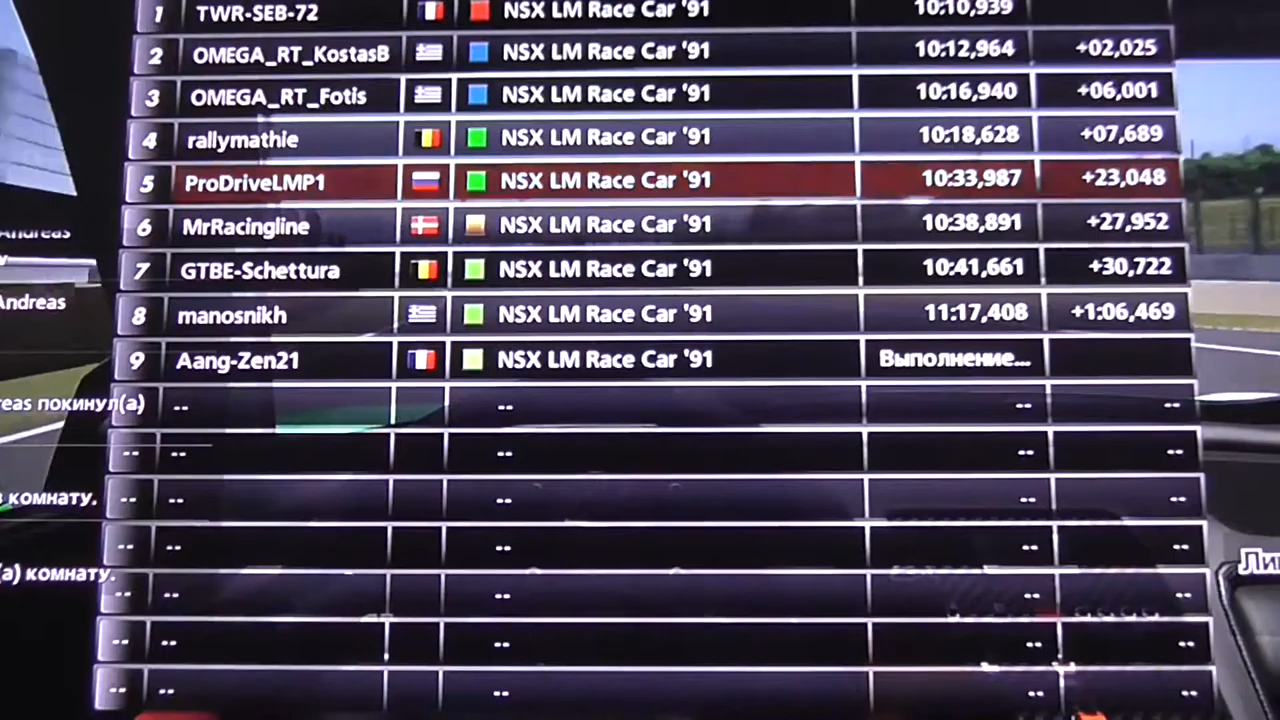 1 TWR-SEB-72 NSX LM Race Car '91 10:10,939
2 OMEGA_RT_KostasB NSX LM Race Car '91 10:12,964 +02,025
3 OMEGA_RT_Fotis NSX LM Race Car '91 10:16,940 +06,001
4 rallymathie NSX LM Race Car '91 10:18,628 +07,689
5 ProDriveLMP1 NSX LM Race Car '91 10:33,987 +23,048
6 MrRacingline NSX LM Race Car '91 10:38,891 +27,952
Andreas
7 GTBE-Schettura NSX LM Race Car '91 10:41,661 +30,722
Andreas
8 manosnikh NSX LM Race Car '91 11:17,408 +1:06,469
9 Aang-Zen21 NSX LM Race Car '91 Выполнение...
eas покинул(а) -- -- -- --
-- -- -- -- --
комнату. -- -- -- -- --
-- -- -- -- --
(а) комнату.
-- -- -- -- --
-- -- -- -- --
-- -- -- -- --